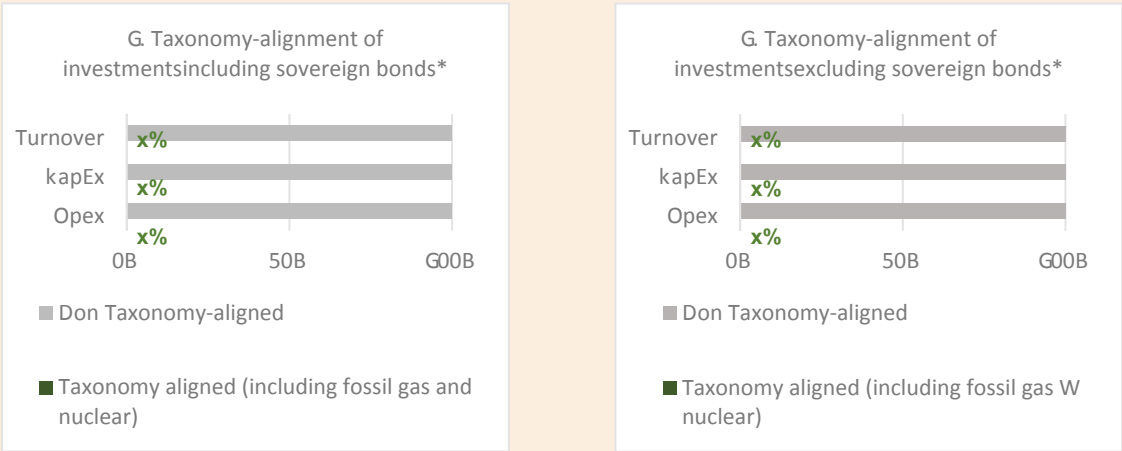 G. Taxonomy-alignment of
investmentsincluding sovereign bonds*
Turnover
x%
kapEx
x%
Opex
x%
0B 50B G00B
Don Taxonomy-aligned
Taxonomy aligned (including fossil gas and
nuclear)
G. Taxonomy-alignment of
investmentsexcluding sovereign bonds*
Turnover
x%
kapEx
x%
Opex
x%
0B 50B G00B
Don Taxonomy-aligned
Taxonomy aligned (including fossil gas W
nuclear)